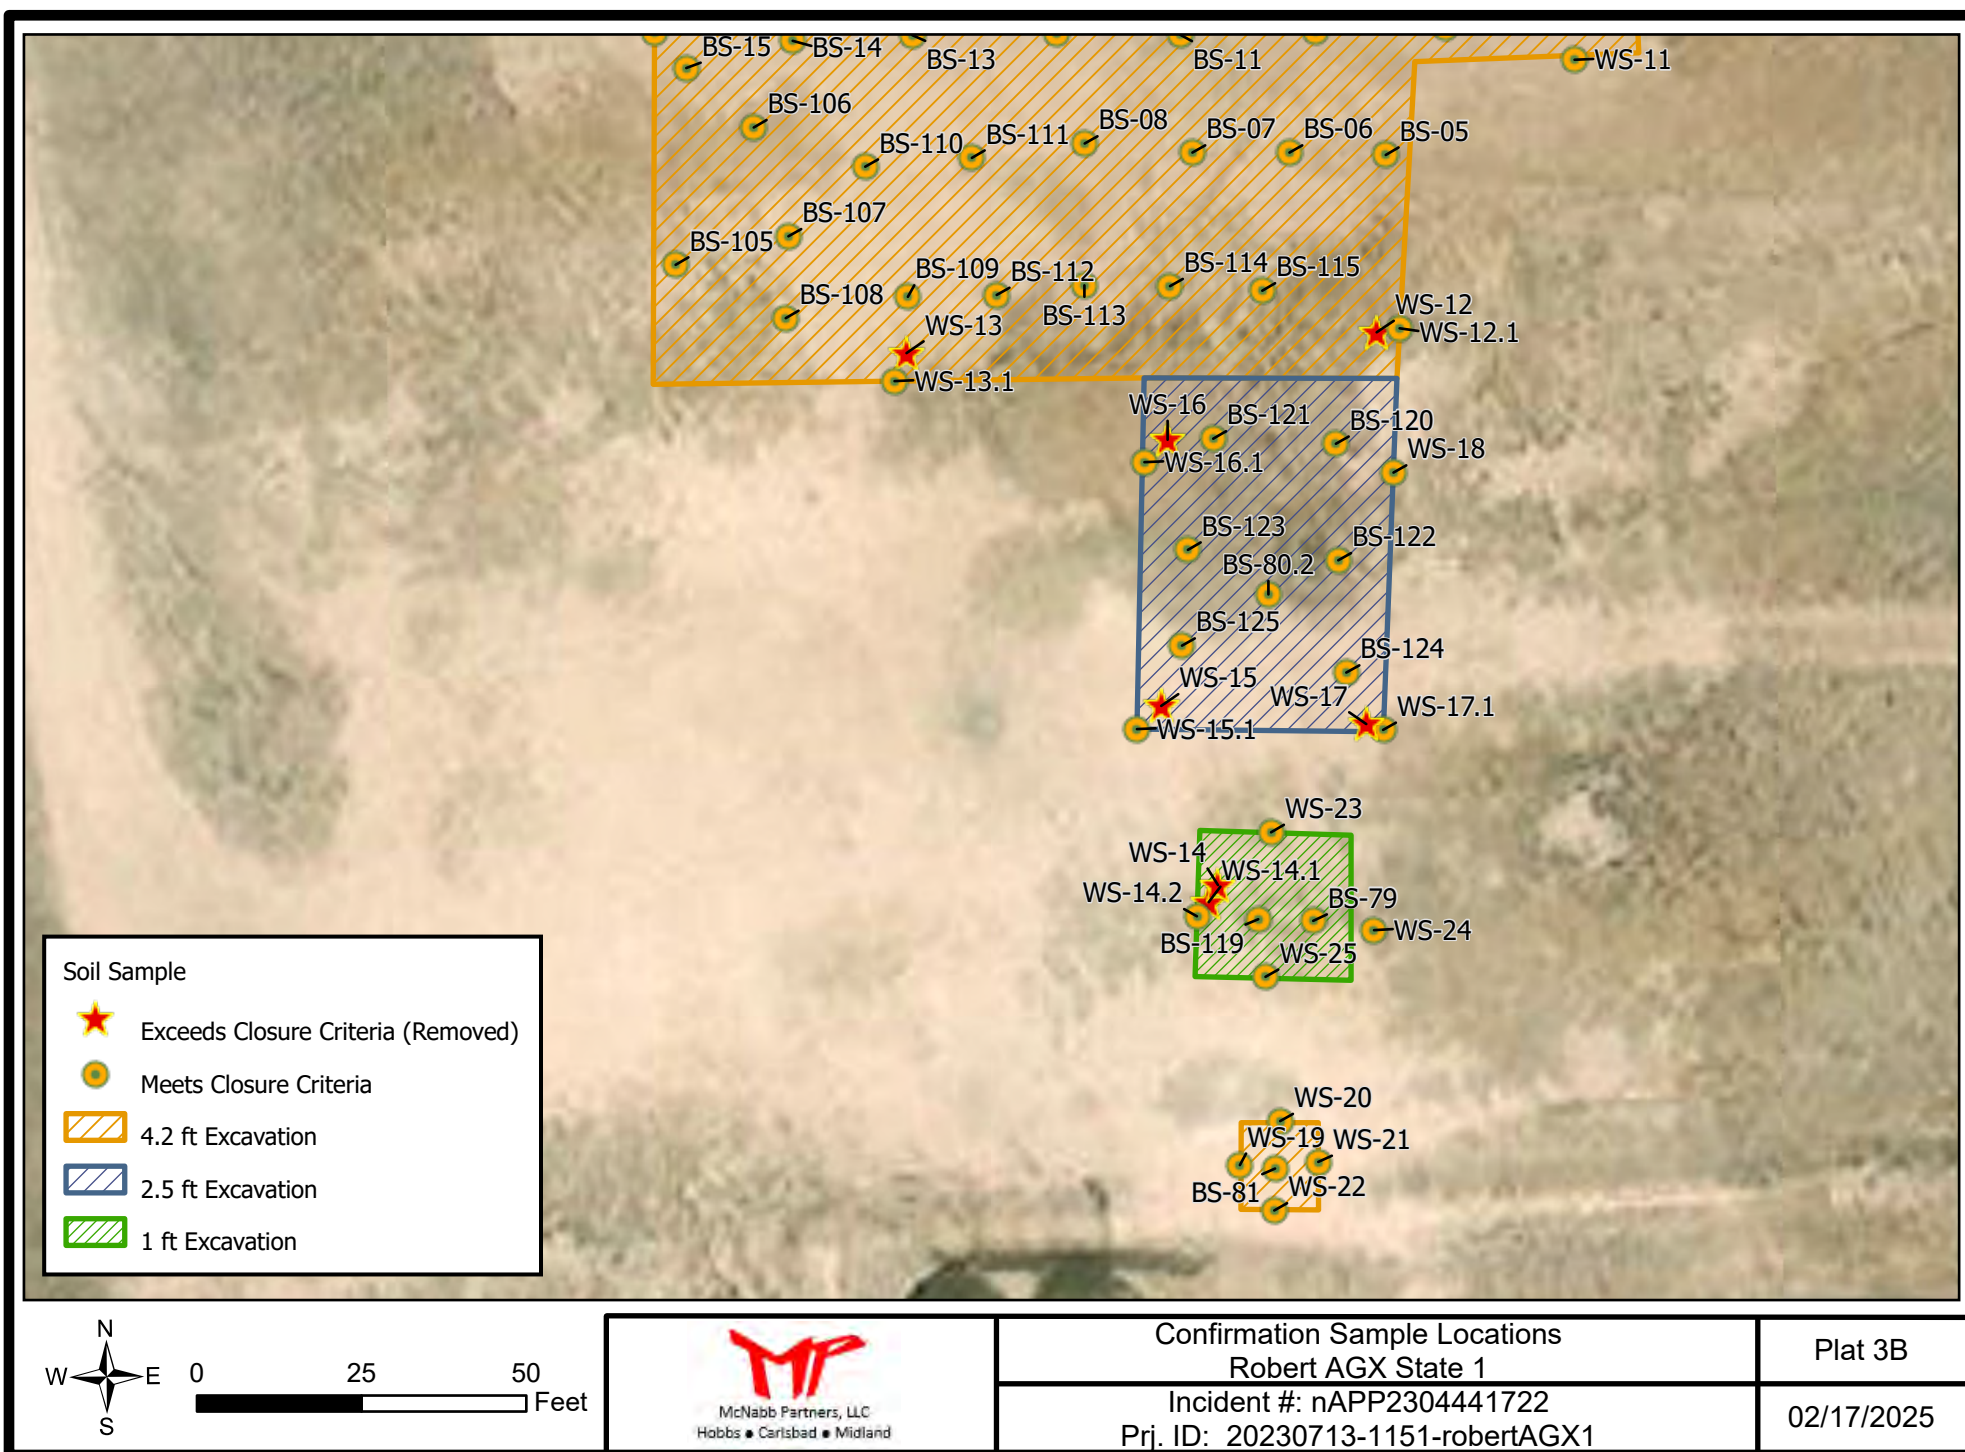 BS-15
BS-14
BS-13
BS-11
WS-11
BS-106
BS-110
BS-111
BS-08
BS-07
BS-06
BS-05
BS-107
BS-105
BS-109
BS-112
BS-114
BS-115
BS-108
BS-113
WS-13
WS-12
WS-12.1
WS-13.1
WS-16
BS-121
BS-120
WS-16.1
WS-18
BS-123
BS-122
BS-80.2
BS-125
BS-124
WS-15
WS-17
WS-17.1
WS-15.1
WS-23
WS-14
WS-14.1
WS-14.2
BS-79
WS-24
BS-119
WS-25
WS-20
WS-19
WS-21
BS-81
WS-22
Soil Sample
Exceeds Closure Criteria (Removed)
Meets Closure Criteria
4.2 ft Excavation
2.5 ft Excavation
1 ft Excavation
N
W E
S
0 25 50
Feet
McNabb Partners, LLC
Hobbs • Carlsbad • Midland
Confirmation Sample Locations
Robert AGX State 1
Incident #: nAPP2304441722
Prj. ID: 20230713-1151-robertAGX1
Plat 3B
02/17/2025